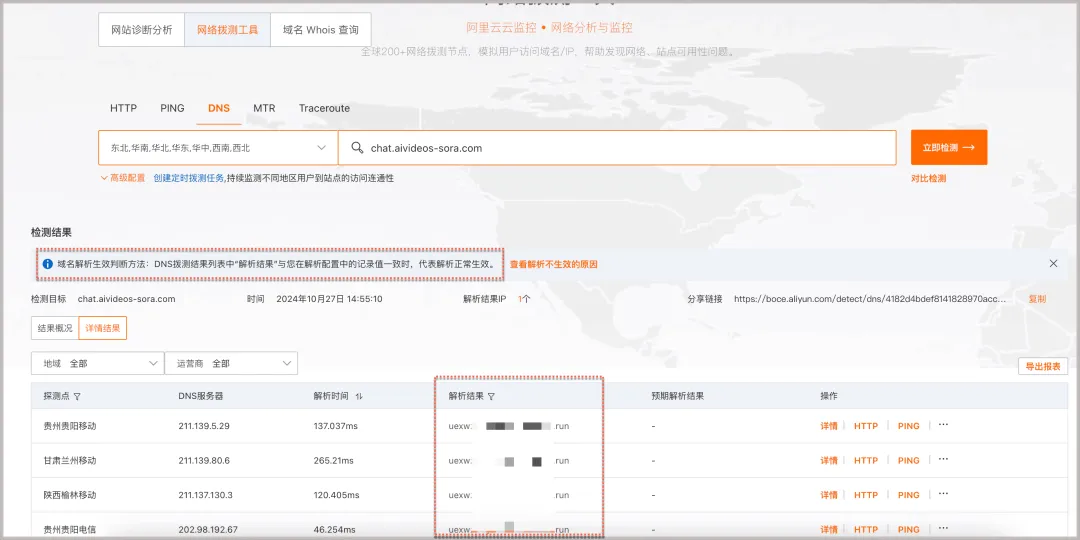 网站诊断分析 网络拨测工具 域名 Whois 查询
阿里云云监控 • 网络分析与监控
全球200+网络拨测节点，模拟用户访问域名/IP，帮助发现网络、站点可用性问题。
HTTP PING DNS MTR Traceroute
东北,华南,华北,华东,华中,西南,西北 chat.aivideos-sora.com 立即检测
高级配置 创建定时拨测任务,持续监测不同地区用户到站点的访问连通性 对比检测
检测结果
域名解析生效判断方法：DNS拨测结果列表中“解析结果”与您在解析配置中的记录值一致时，代表解析正常生效。 查看解析不生效的原因
检测目标 chat.aivideos-sora.com 时间 2024年10月27日 14:55:10 解析结果IP 1个 分享链接 https://boce.aliyun.com/detect/dns/4182d4bdef8141828970acc... 复制
结果概况 详情结果
地域 全部 运营商 全部 导出报表
探测点 DNS服务器 解析时间 解析结果 预期解析结果 操作
贵州贵阳移动 211.139.5.29 137.037ms uexw. .run - 详情 HTTP PING ...
甘肃兰州移动 211.139.80.6 265.21ms uexw. .run - 详情 HTTP PING ...
陕西榆林移动 211.137.130.3 120.405ms uexw. .run - 详情 HTTP PING ...
贵州贵阳电信 202.98.192.67 46.254ms uexw. .run - 详情 HTTP PING ...